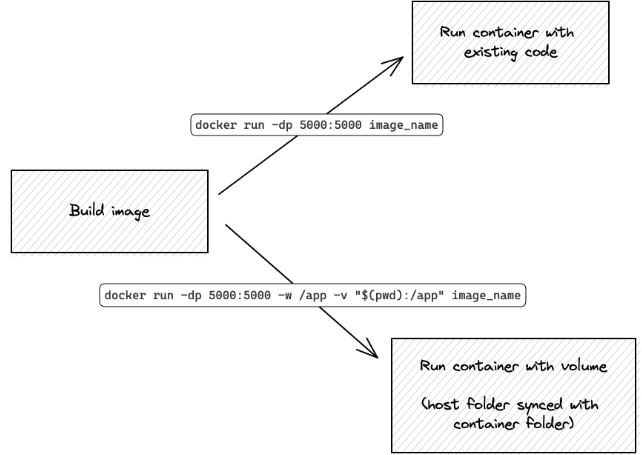 Run container with
existing code
docker run -dp 5000:5000 image_name
Build image
docker run -dp 5000:5000 -w /app -v "$(pwd):/app" image_name
Run container with volume
(host folder synced with
container folder)